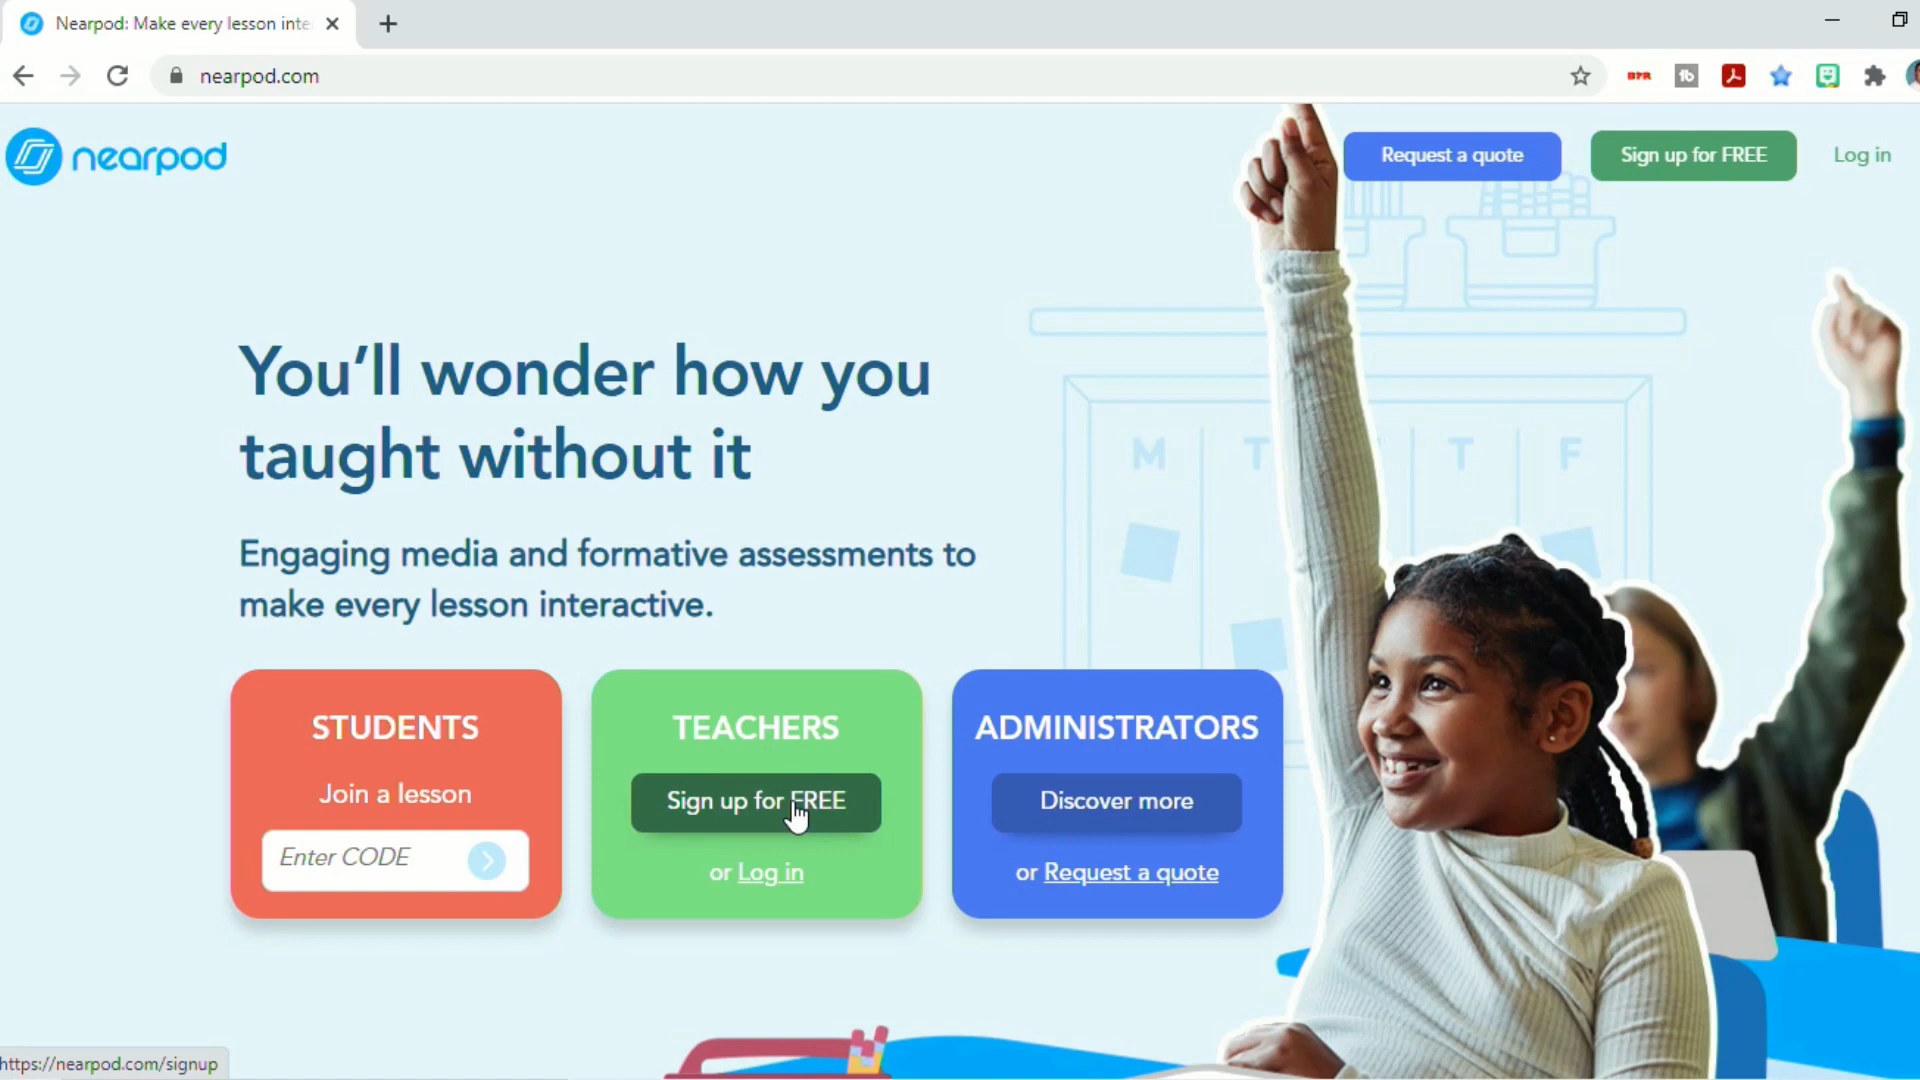 Nearpod: Make every lesson inte
nearpod.com
BPR
tb
nearpod
Request a quote
Sign up for FREE
Log in
You'll wonder how you
taught without it
M T T F
Engaging media and formative assessments to
make every lesson interactive.
STUDENTS
Join a lesson
Enter CODE
TEACHERS
Sign up for FREE
or Log in
ADMINISTRATORS
Discover more
or Request a quote
https://nearpod.com/signup